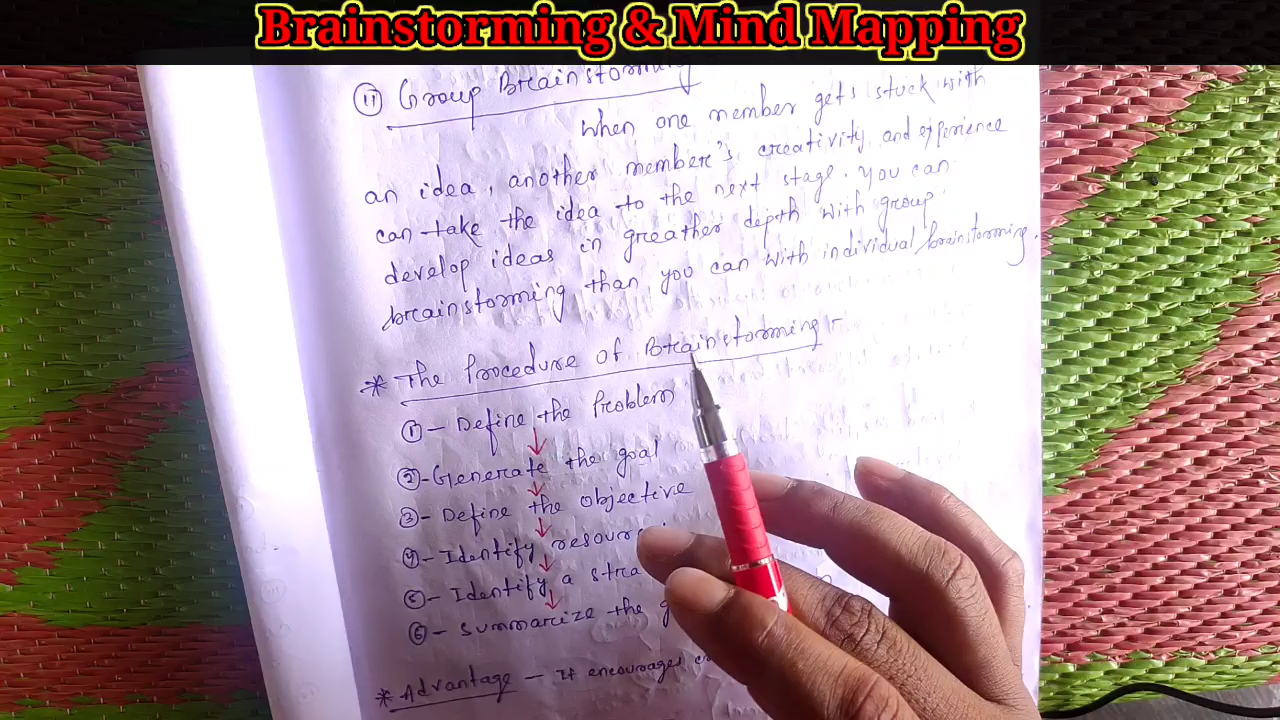 Brainstorming & Mind Mapping
(11) Group Brainstorming
When one member gets stuck with
an idea, another member's creativity and experience
can take the idea to the next stage. You can
develop ideas in greather depth with group
brainstorming than you can with individual brainstorming.
* The Procedure of Brainstorming -
① - Define the Problem
② - Generate the goal
③ - Define the objective
④ - Identify
⑤ - Identify a
⑥ - Summarize the
* Advantage - It encourages